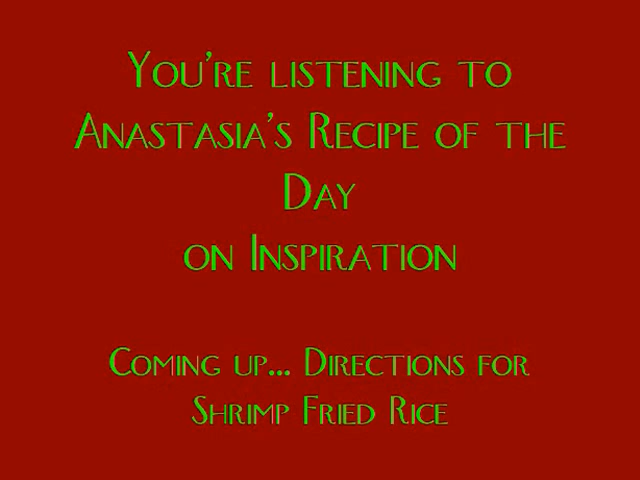 You're listening to
Anastasia's Recipe of the
Day
on Inspiration
Coming up... Directions for
Shrimp Fried Rice